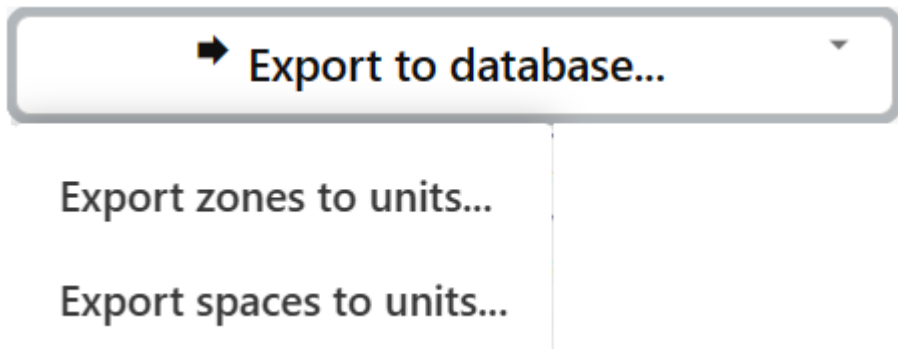 Export to database...
Export zones to units...
Export spaces to units...